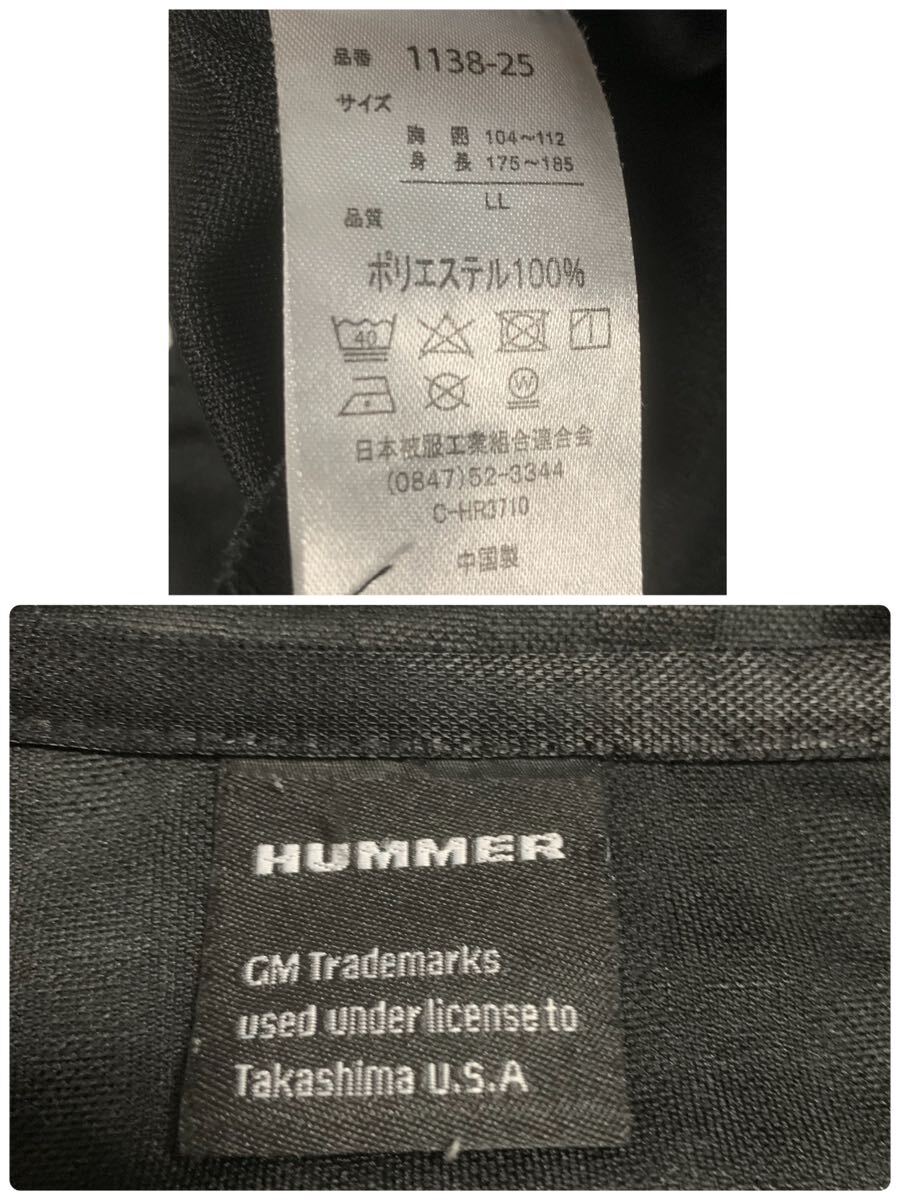 品番 1138-25
サイズ
胸 囲 104～112
身 長 175～185
LL
品質
ポリエステル100%
40
W
日本被服工業組合連合会
(0847)52-3344
C-HR3710
中国製
HUMMER
GM Trademarks
used under license to
Takashima U.S.A